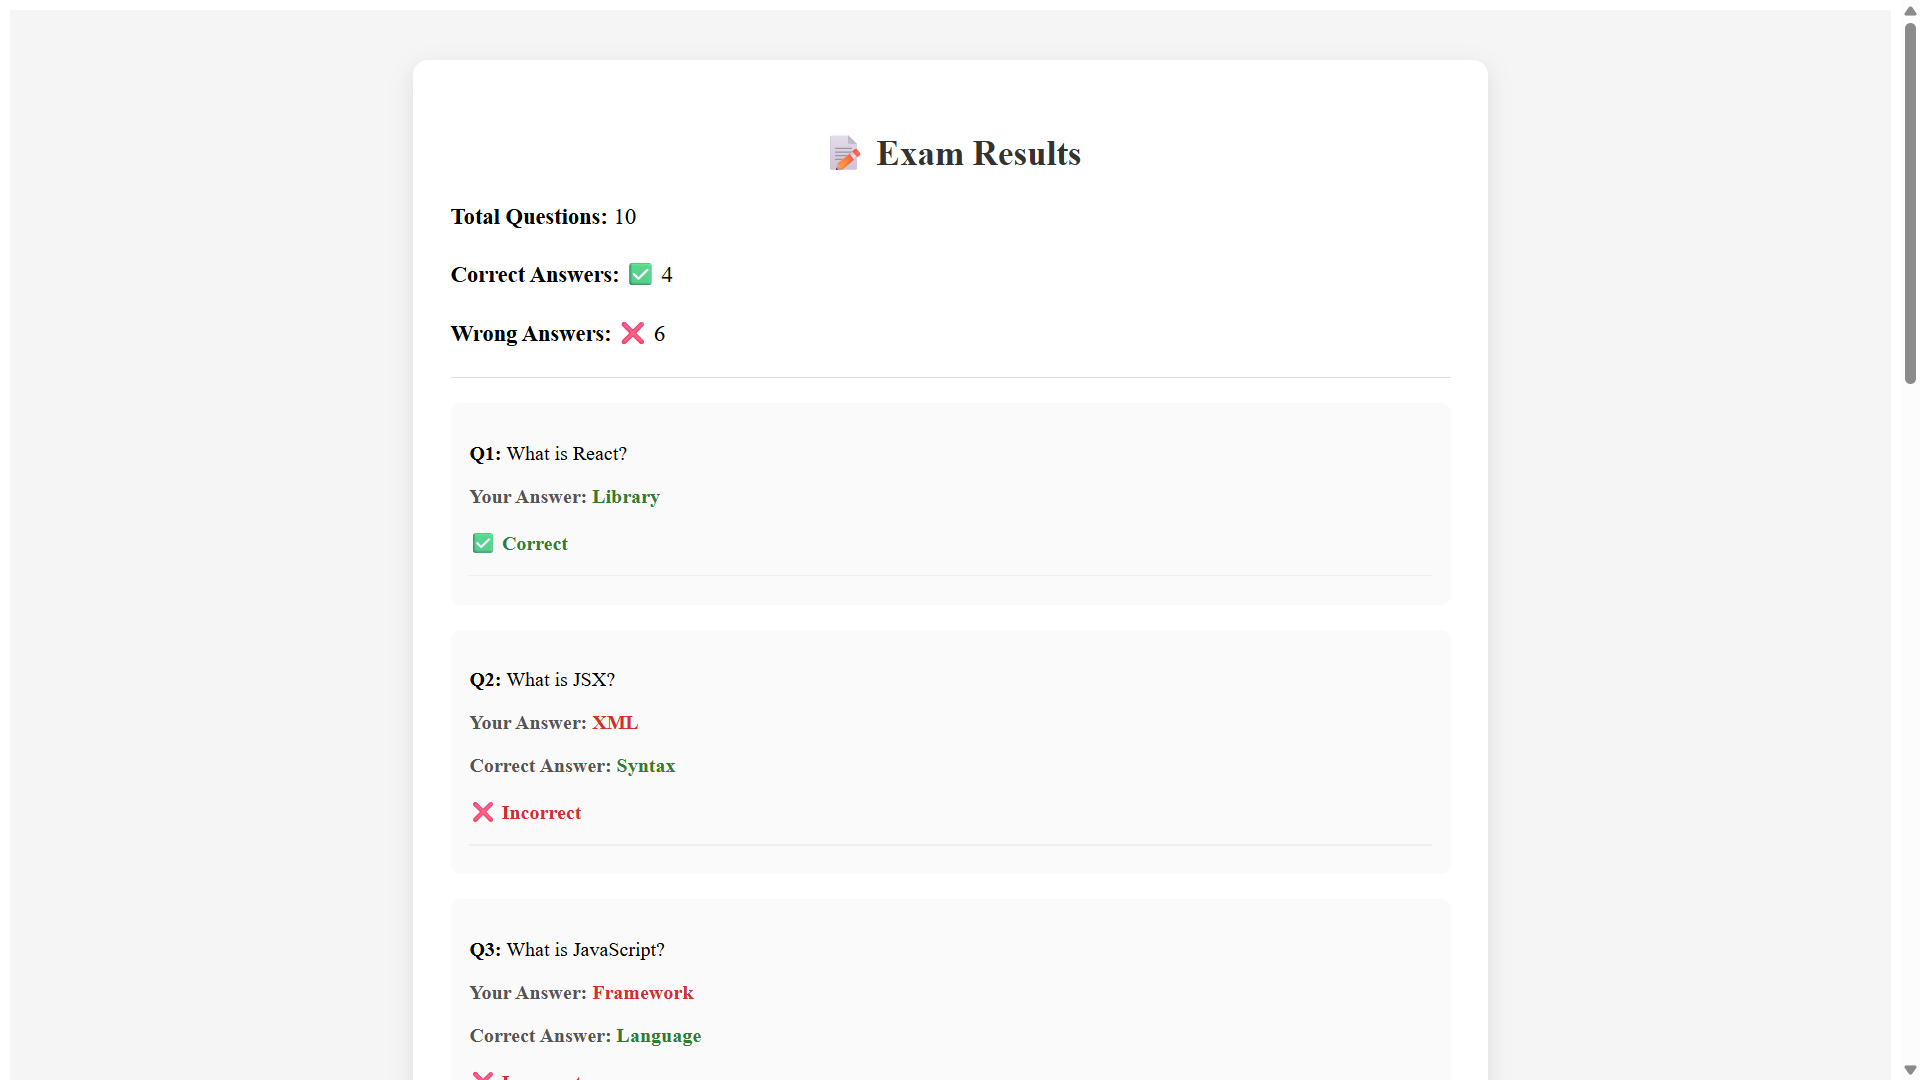 📝 Exam Results
Total Questions: 10
Correct Answers: ✅ 4
Wrong Answers: ❌ 6
Q1: What is React?
Your Answer: Library
✅ Correct
Q2: What is JSX?
Your Answer: XML
Correct Answer: Syntax
❌ Incorrect
Q3: What is JavaScript?
Your Answer: Framework
Correct Answer: Language